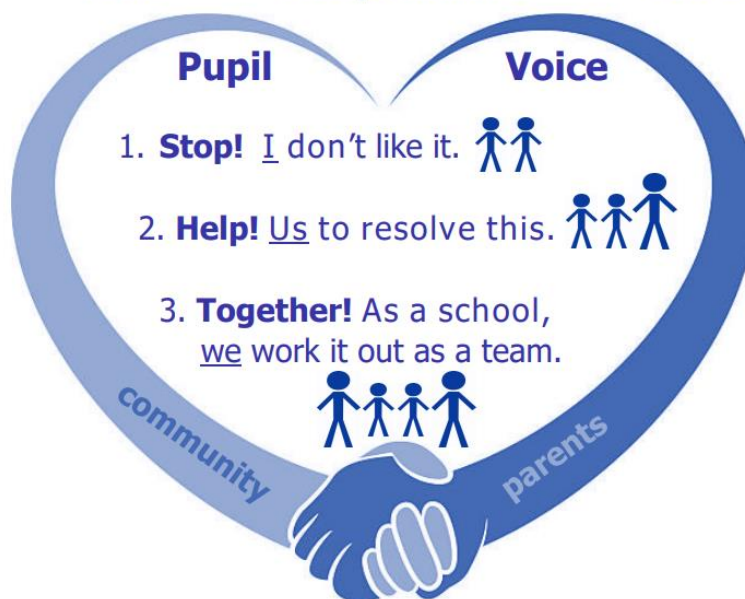 Pupil Voice
1. Stop! I don't like it.
2. Help! Us to resolve this.
3. Together! As a school,
we work it out as a team.
community
parents